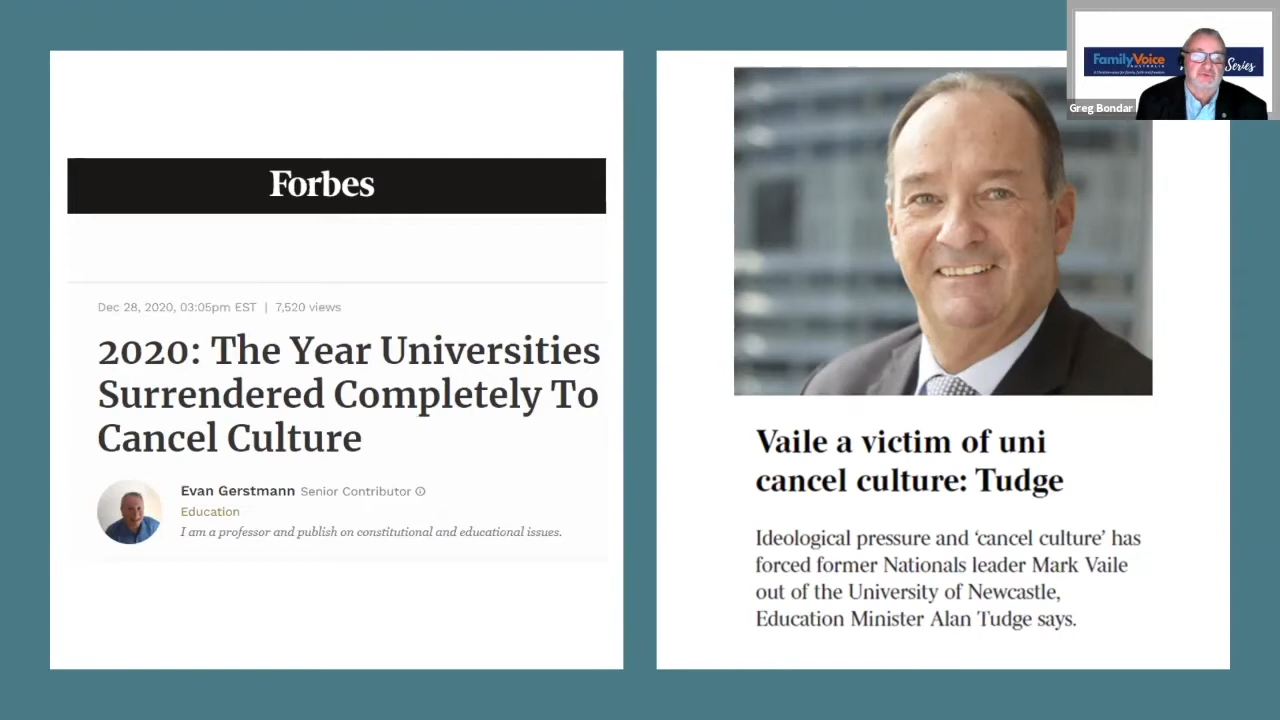 Forbes
Dec 28, 2020, 03:05pm EST | 7,520 views
2020: The Year Universities
Surrendered Completely To
Cancel Culture
Evan Gerstmann Senior Contributor
Education
I am a professor and publish on constitutional and educational issues.
Vaile a victim of uni
cancel culture: Tudge
Ideological pressure and ‘cancel culture’ has
forced former Nationals leader Mark Vaile
out of the University of Newcastle,
Education Minister Alan Tudge says.
FamilyVoice
AUSTRALIA
Series
Greg Bondar